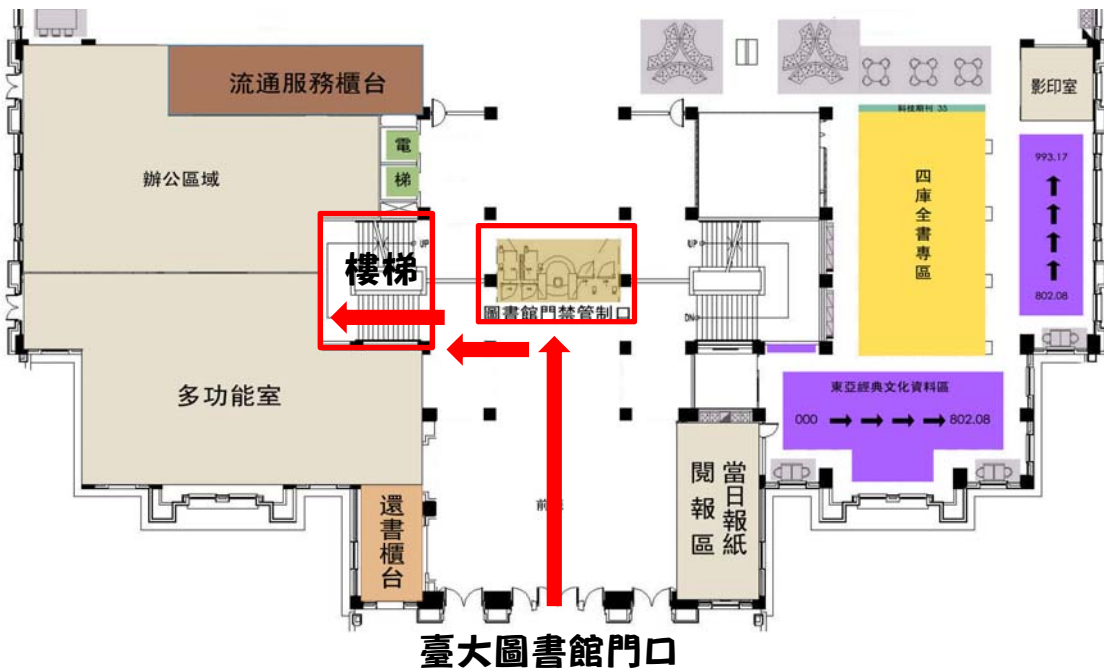 流通服務櫃台
影印室
科技期刊 35
電
梯
993.17
辦公區域
四庫全書專區
UP
UP
樓梯
802.08
圖書館門禁管制口
DN
多功能室
東亞經典文化資料區
000
802.08
當日報紙
閱報區
還書櫃台
臺大圖書館門口